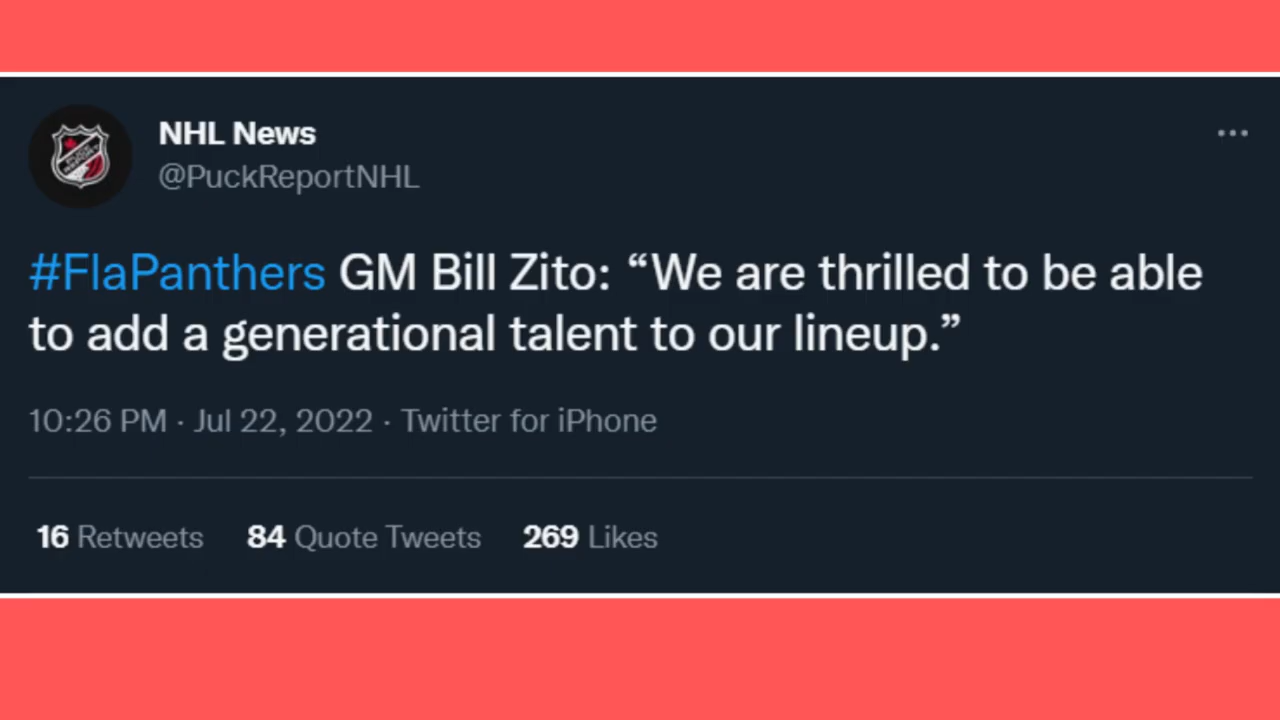 NHL News
@PuckReportNHL
#FlaPanthers GM Bill Zito: “We are thrilled to be able
to add a generational talent to our lineup.”
10:26 PM · Jul 22, 2022 · Twitter for iPhone
16 Retweets 84 Quote Tweets 269 Likes